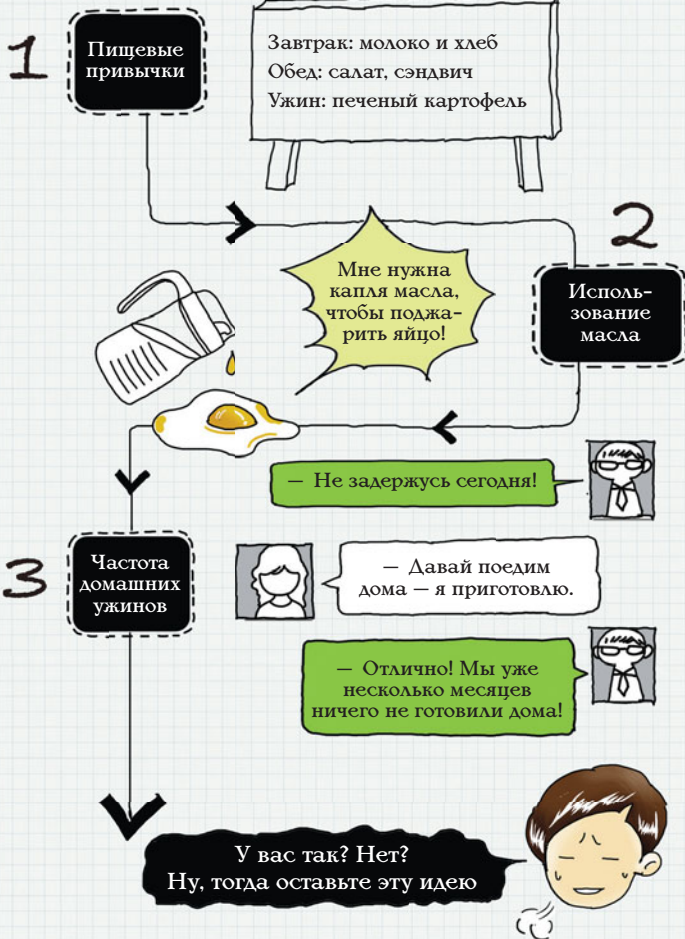 1
Пищевые
привычки
Завтрак: молоко и хлеб
Обед: салат, сэндвич
Ужин: печеный картофель
2
Исполь-
зование
масла
Мне нужна
капля масла,
чтобы поджа-
рить яйцо!
— Не задержусь сегодня!
3
Частота
домашних
ужинов
— Давай поедим
дома — я приготовлю.
— Отлично! Мы уже
несколько месяцев
ничего не готовили дома!
У вас так? Нет?
Ну, тогда оставьте эту идею